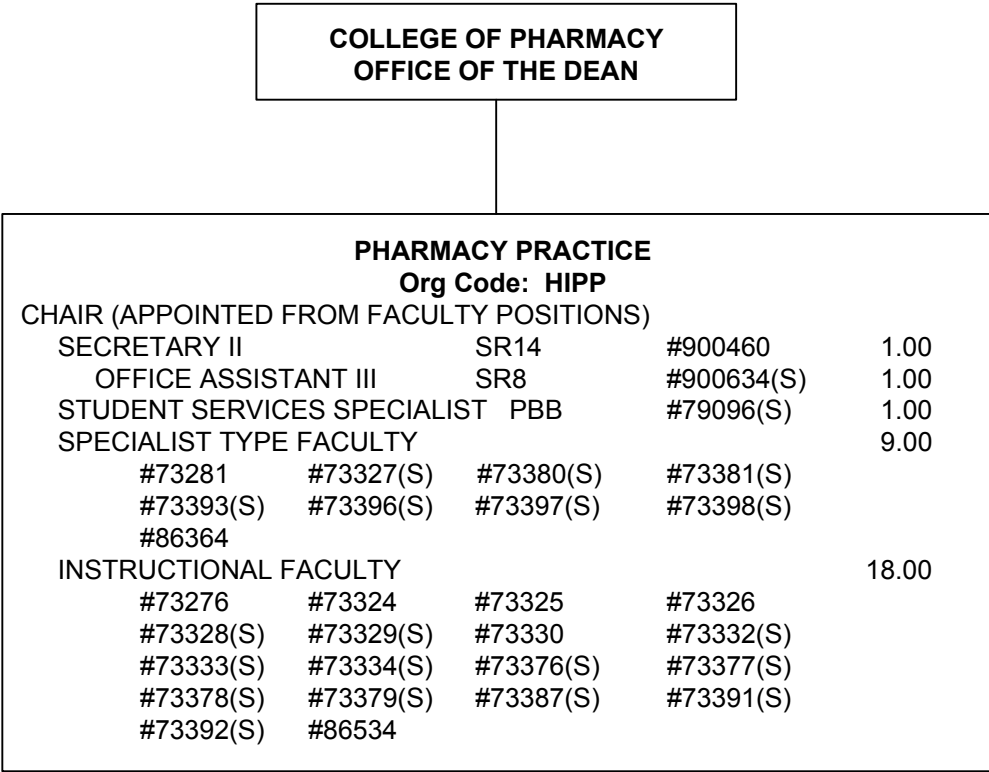 COLLEGE OF PHARMACY
OFFICE OF THE DEAN
PHARMACY PRACTICE
Org Code: HIPP
CHAIR (APPOINTED FROM FACULTY POSITIONS)
SECRETARY II SR14 #900460 1.00
OFFICE ASSISTANT III SR8 #900634(S) 1.00
STUDENT SERVICES SPECIALIST PBB #79096(S) 1.00
SPECIALIST TYPE FACULTY 9.00
#73281 #73327(S) #73380(S) #73381(S)
#73393(S) #73396(S) #73397(S) #73398(S)
#86364
INSTRUCTIONAL FACULTY 18.00
#73276 #73324 #73325 #73326
#73328(S) #73329(S) #73330 #73332(S)
#73333(S) #73334(S) #73376(S) #73377(S)
#73378(S) #73379(S) #73387(S) #73391(S)
#73392(S) #86534